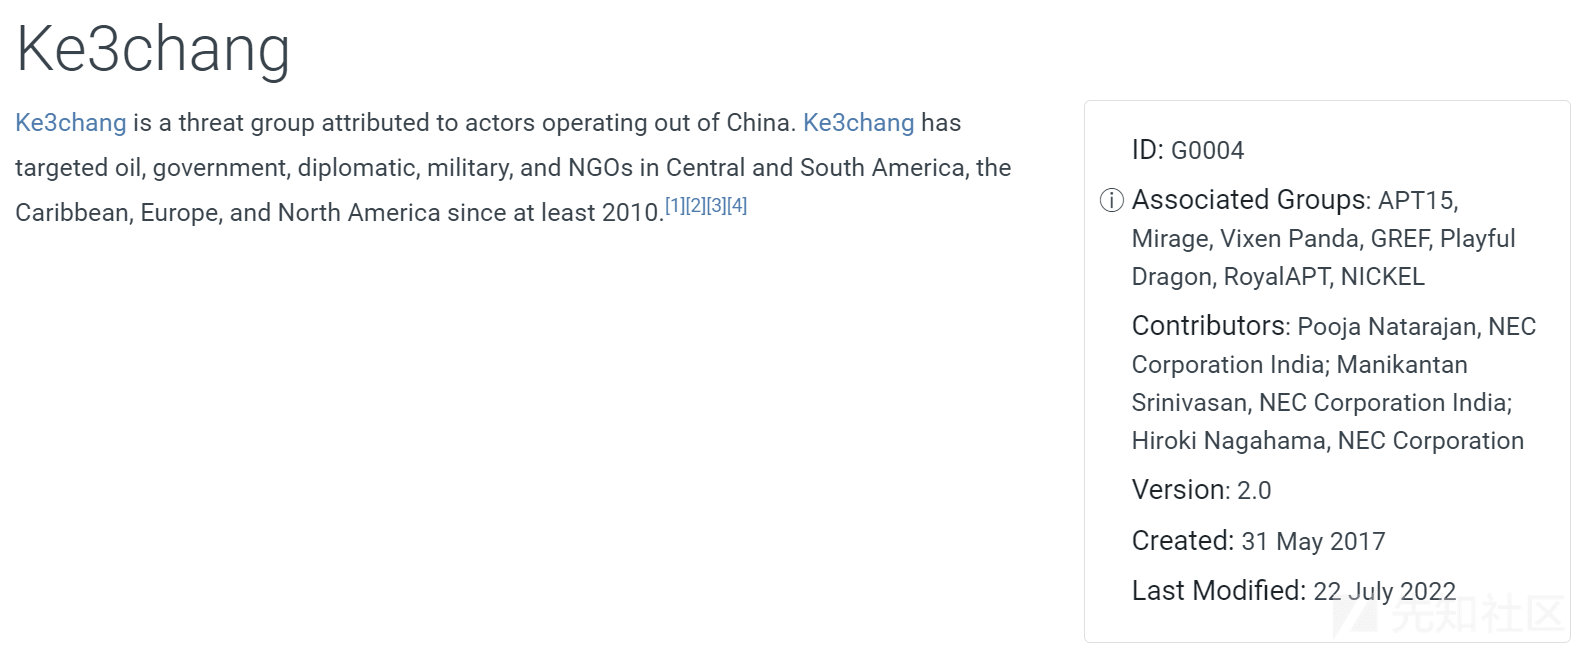 Ke3chang
Ke3chang is a threat group attributed to actors operating out of China. Ke3chang has
targeted oil, government, diplomatic, military, and NGOs in Central and South America, the
Caribbean, Europe, and North America since at least 2010.[1][2][3][4]
ID: G0004
ⓘ Associated Groups: APT15,
Mirage, Vixen Panda, GREF, Playful
Dragon, RoyalAPT, NICKEL
Contributors: Pooja Natarajan, NEC
Corporation India; Manikantan
Srinivasan, NEC Corporation India;
Hiroki Nagahama, NEC Corporation
Version: 2.0
Created: 31 May 2017
Last Modified: 22 July 2022
先知社区